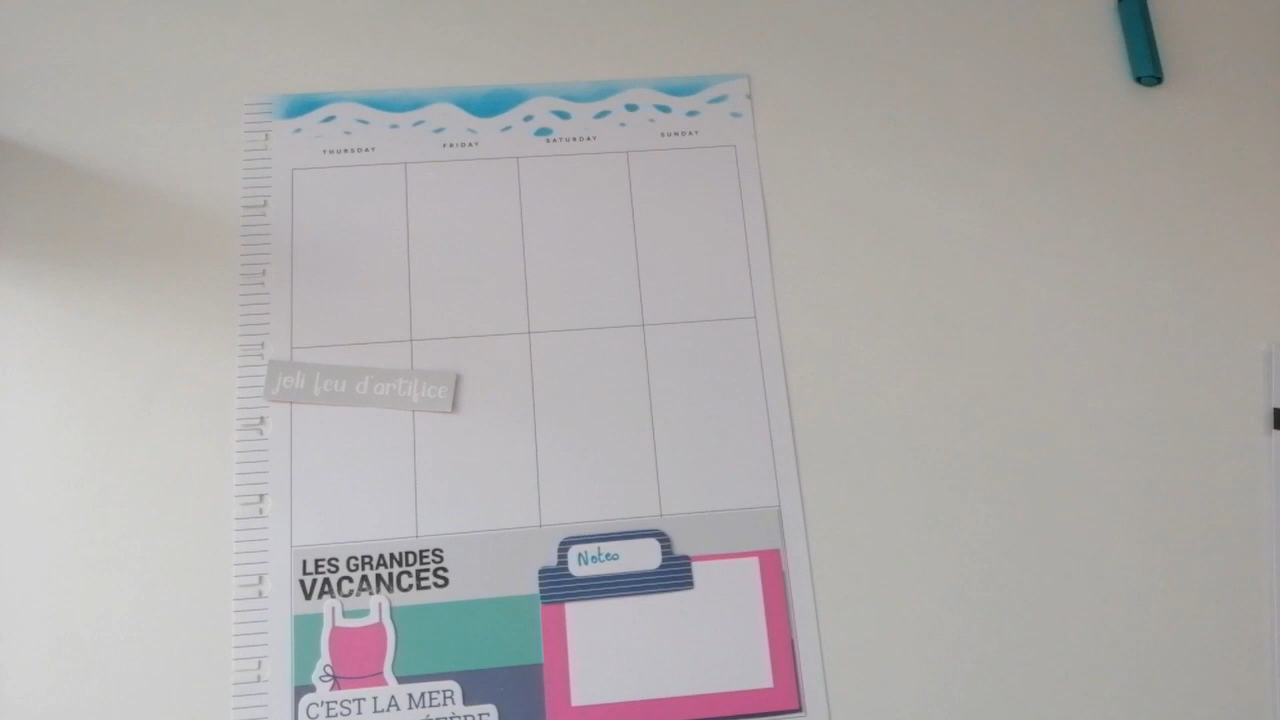 THURSDAY FRIDAY SATURDAY SUNDAY
joli feu d'artifice
LES GRANDES
VACANCES
Notes
C'EST LA MER